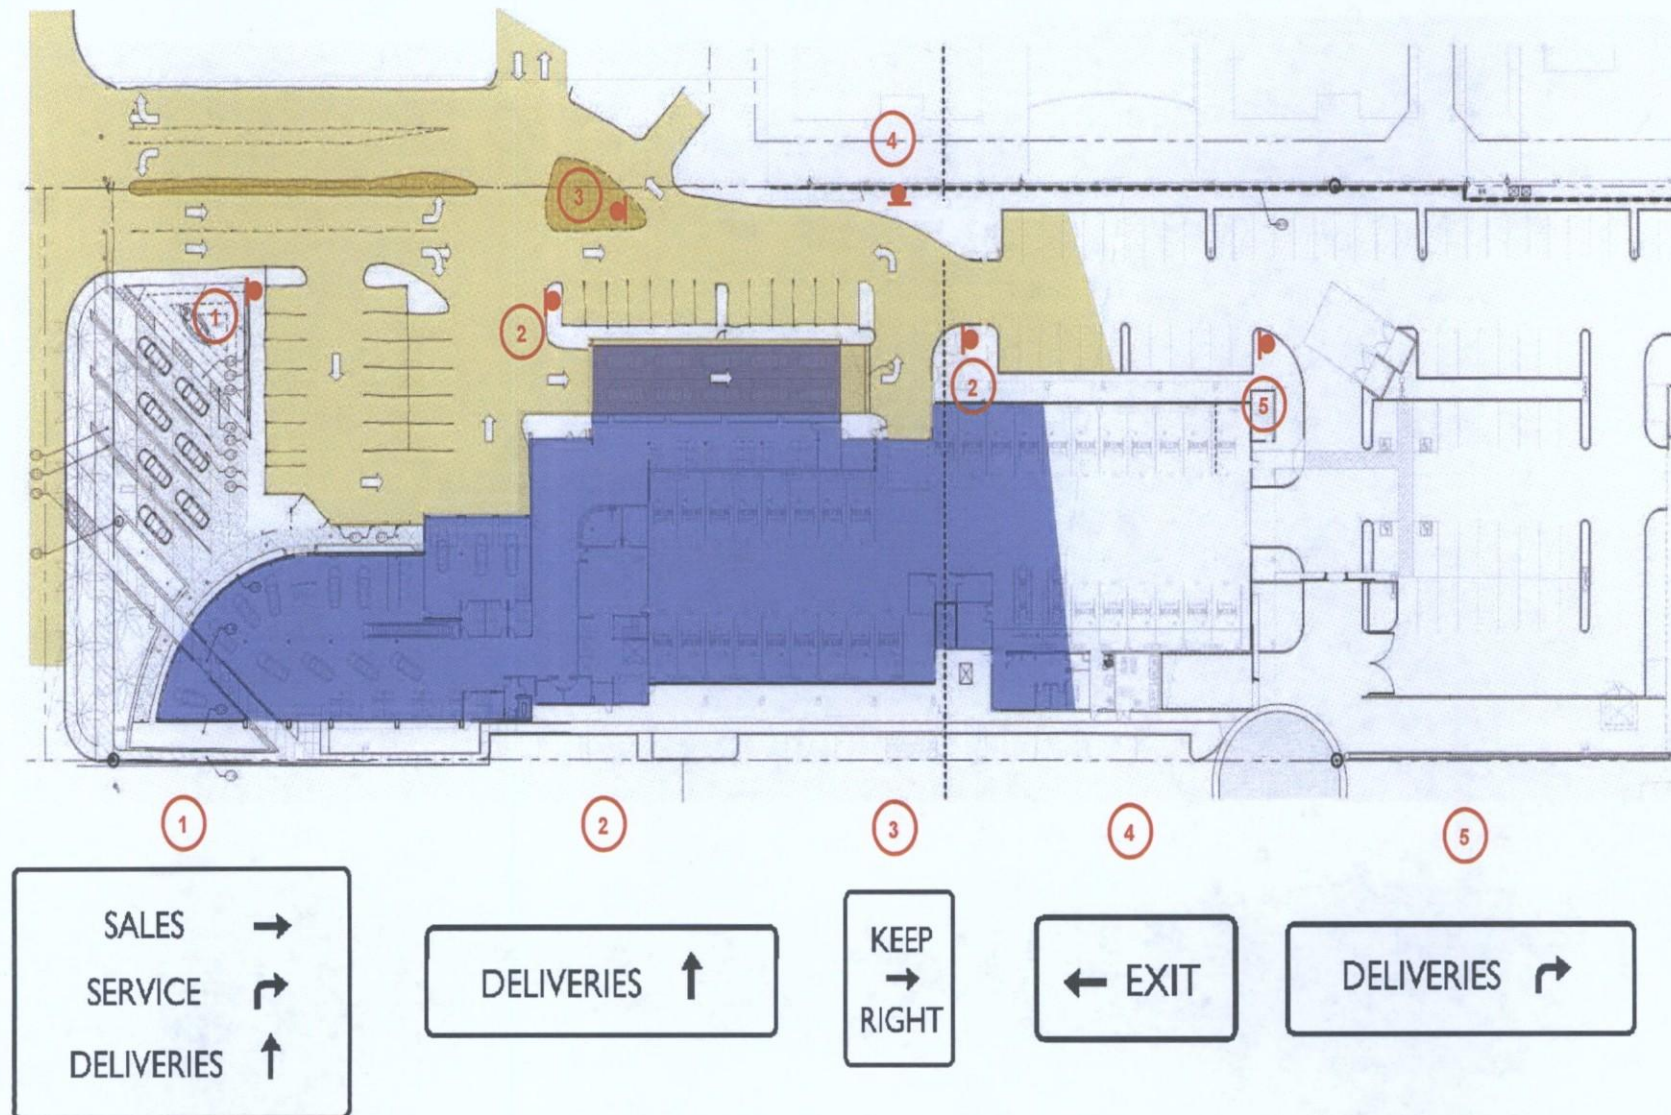 4
3
1
2
2
5
1
2
3
4
5
SALES →
SERVICE ↱
DELIVERIES ↑
DELIVERIES ↑
KEEP
→
RIGHT
← EXIT
DELIVERIES ↱